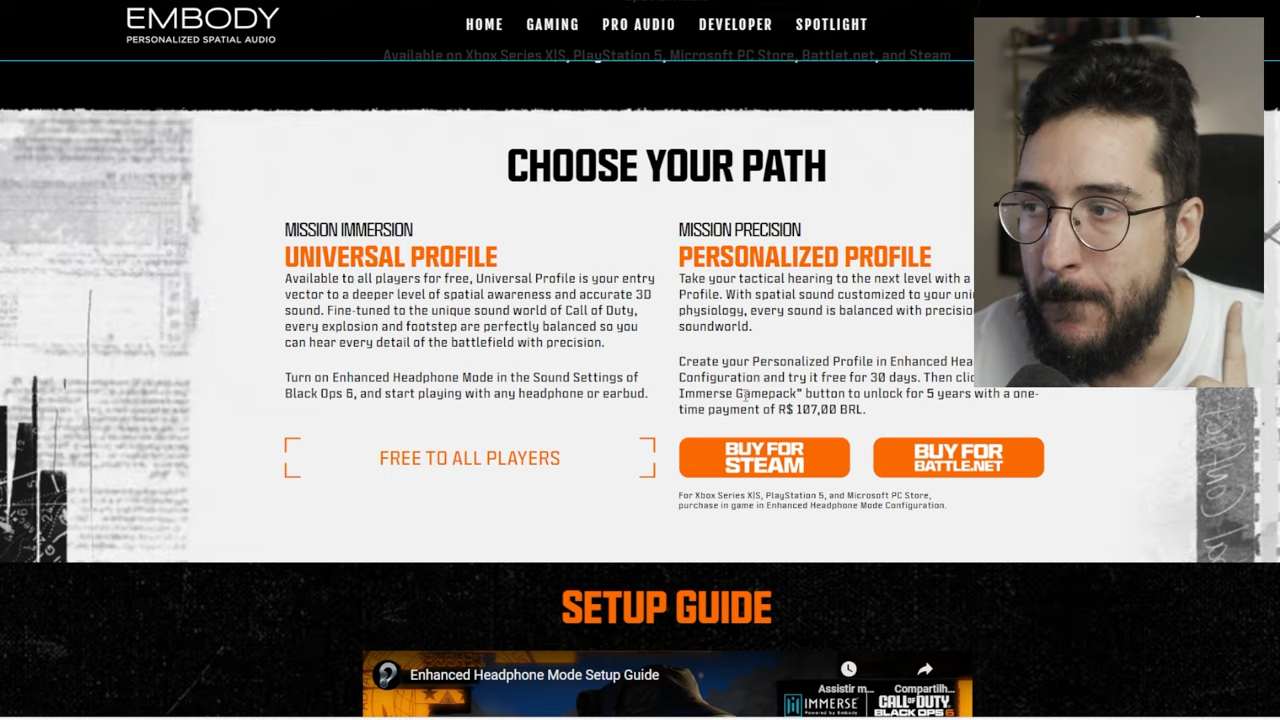 EMBODY
PERSONALIZED SPATIAL AUDIO
HOME GAMING PRO AUDIO DEVELOPER SPOTLIGHT
Available on Xbox Series X|S, PlayStation 5, Microsoft PC Store, Battlet.net, and Steam
CHOOSE YOUR PATH
MISSION IMMERSION
UNIVERSAL PROFILE
Available to all players for free, Universal Profile is your entry
vector to a deeper level of spatial awareness and accurate 3D
sound. Fine-tuned to the unique sound world of Call of Duty,
every explosion and footstep are perfectly balanced so you
can hear every detail of the battlefield with precision.
Turn on Enhanced Headphone Mode in the Sound Settings of
Black Ops 6, and start playing with any headphone or earbud.
FREE TO ALL PLAYERS
MISSION PRECISION
PERSONALIZED PROFILE
Take your tactical hearing to the next level with a
Profile. With spatial sound customized to your
physiology, every sound is balanced with
soundworld.
Create your Personalized Profile in Enhanced
Configuration and try it free for 30 days. Then
Immerse Gamepack" button to unlock for 5 years with a one-
time payment of R$ 107,00 BRL.
BUY FOR
STEAM
BUY FOR
BATTLE.NET
For Xbox Series X|S, PlayStation 5, and Microsoft PC Store,
purchase in game in Enhanced Headphone Mode Configuration.
SETUP GUIDE
Enhanced Headphone Mode Setup Guide
Assistir m...
Compartilh...
IMMERSE
Powered by Embody
CALL OF DUTY
BLACK OPS 6